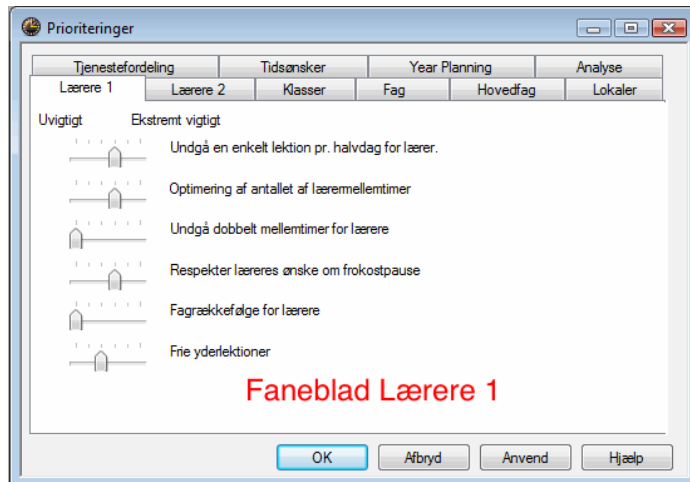 Prioriteringer
Tjenestefordeling Tidsønsker Year Planning Analyse
Lærere 1 Lærere 2 Klasser Fag Hovedfag Lokaler
Uvigtigt Ekstremt vigtigt
Undgå en enkelt lektion pr. halvdag for lærer.
Optimering af antallet af læremellemtimer
Undgå dobbelt mellemtimer for lærere
Respekter læreres ønske om frokostpause
Fagrækkefølge for lærere
Frie yderlektioner
Faneblad Lærere 1
OK Afbryd Anvend Hjælp